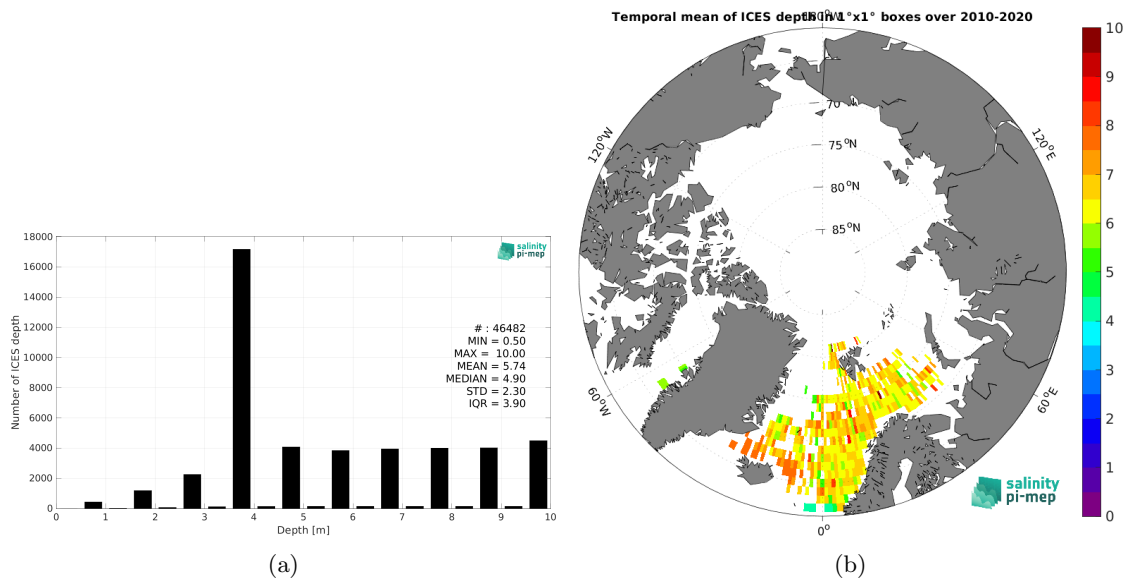 Temporal mean of ICES depth in 1°x1° boxes over 2010-2020
180°W
120°W
120°E
60°W
60°E
0°
70°N
75°N
80°N
85°N
10
9
8
7
6
5
4
3
2
1
0
salinity
pi-mep
18000
16000
14000
12000
10000
8000
6000
4000
2000
0
Number of ICES depth
salinity
pi-mep
# : 46482
MIN = 0.50
MAX = 10.00
MEAN = 5.74
MEDIAN = 4.90
STD = 2.30
IQR = 3.90
0 1 2 3 4 5 6 7 8 9 10
Depth [m]
(a)
(b)